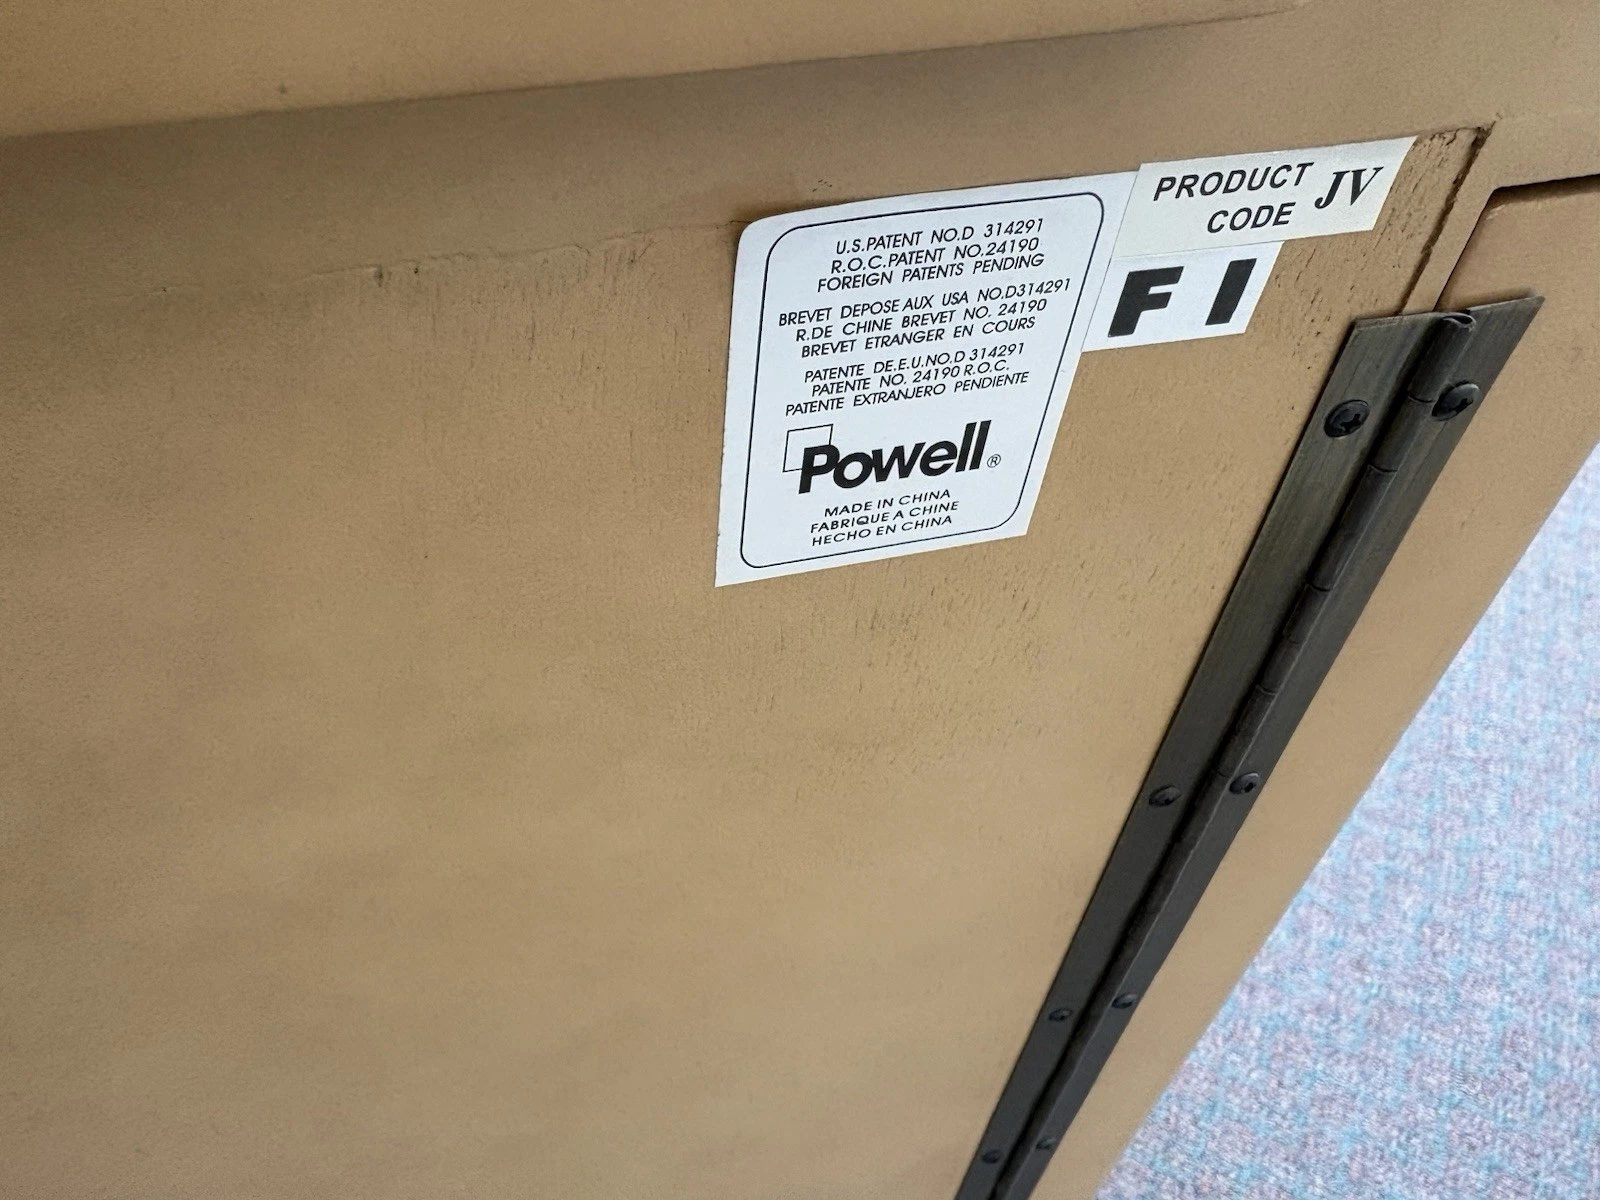 U.S.PATENT NO.D 314291
R.O.C.PATENT NO.24190
FOREIGN PATENTS PENDING
BREVET DEPOSE AUX USA NO.D314291
R.DE CHINE BREVET NO. 24190
BREVET ETRANGER EN COURS
PATENTE DE.E.U.NO.D 314291
PATENTE NO. 24190 R.O.C.
PATENTE EXTRANJERO PENDIENTE
Powell®
MADE IN CHINA
FABRIQUE A CHINE
HECHO EN CHINA
PRODUCT CODE JV
F I